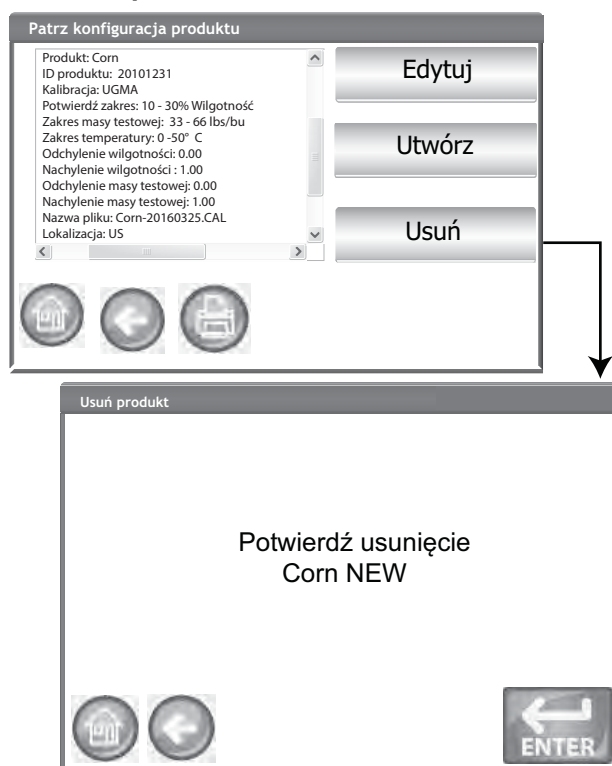 Patrz konfiguracja produktu
Produkt: Corn
ID produktu: 20101231
Kalibracja: UGMA
Potwierdź zakres: 10 - 30% Wilgotność
Zakres masy testowej: 33 - 66 lbs/bu
Zakres temperatury: 0 -50° C
Odchylenie wilgotności: 0.00
Nachylenie wilgotności : 1.00
Odchylenie masy testowej: 0.00
Nachylenie masy testowej: 1.00
Nazwa pliku: Corn-20160325.CAL
Lokalizacja: US
Edytuj
Utwórz
Usuń
Usuń produkt
Potwierdź usunięcie
Corn NEW
ENTER